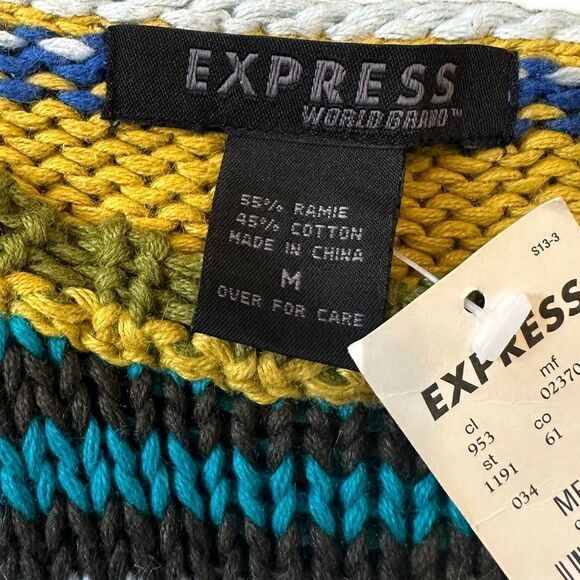 EXPRESS
WORLD BRAND™
55% RAMIE
45% COTTON
MADE IN CHINA
M
OVER FOR CARE
S13-3
EXPRESS
mf
02370
cl
953
co
61
st
1191
034